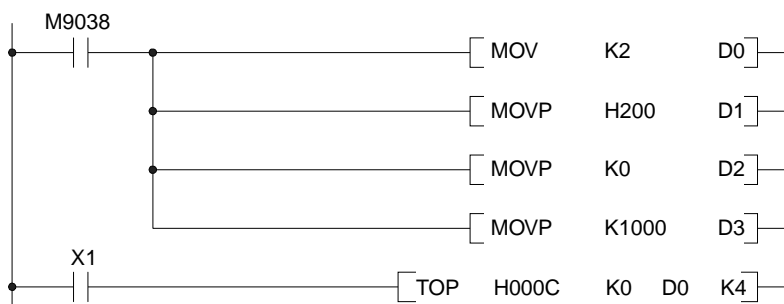 M9038
MOV K2 D0
MOVP H200 D1
MOVP K0 D2
MOVP K1000 D3
X1
TOP H000C K0 D0 K4